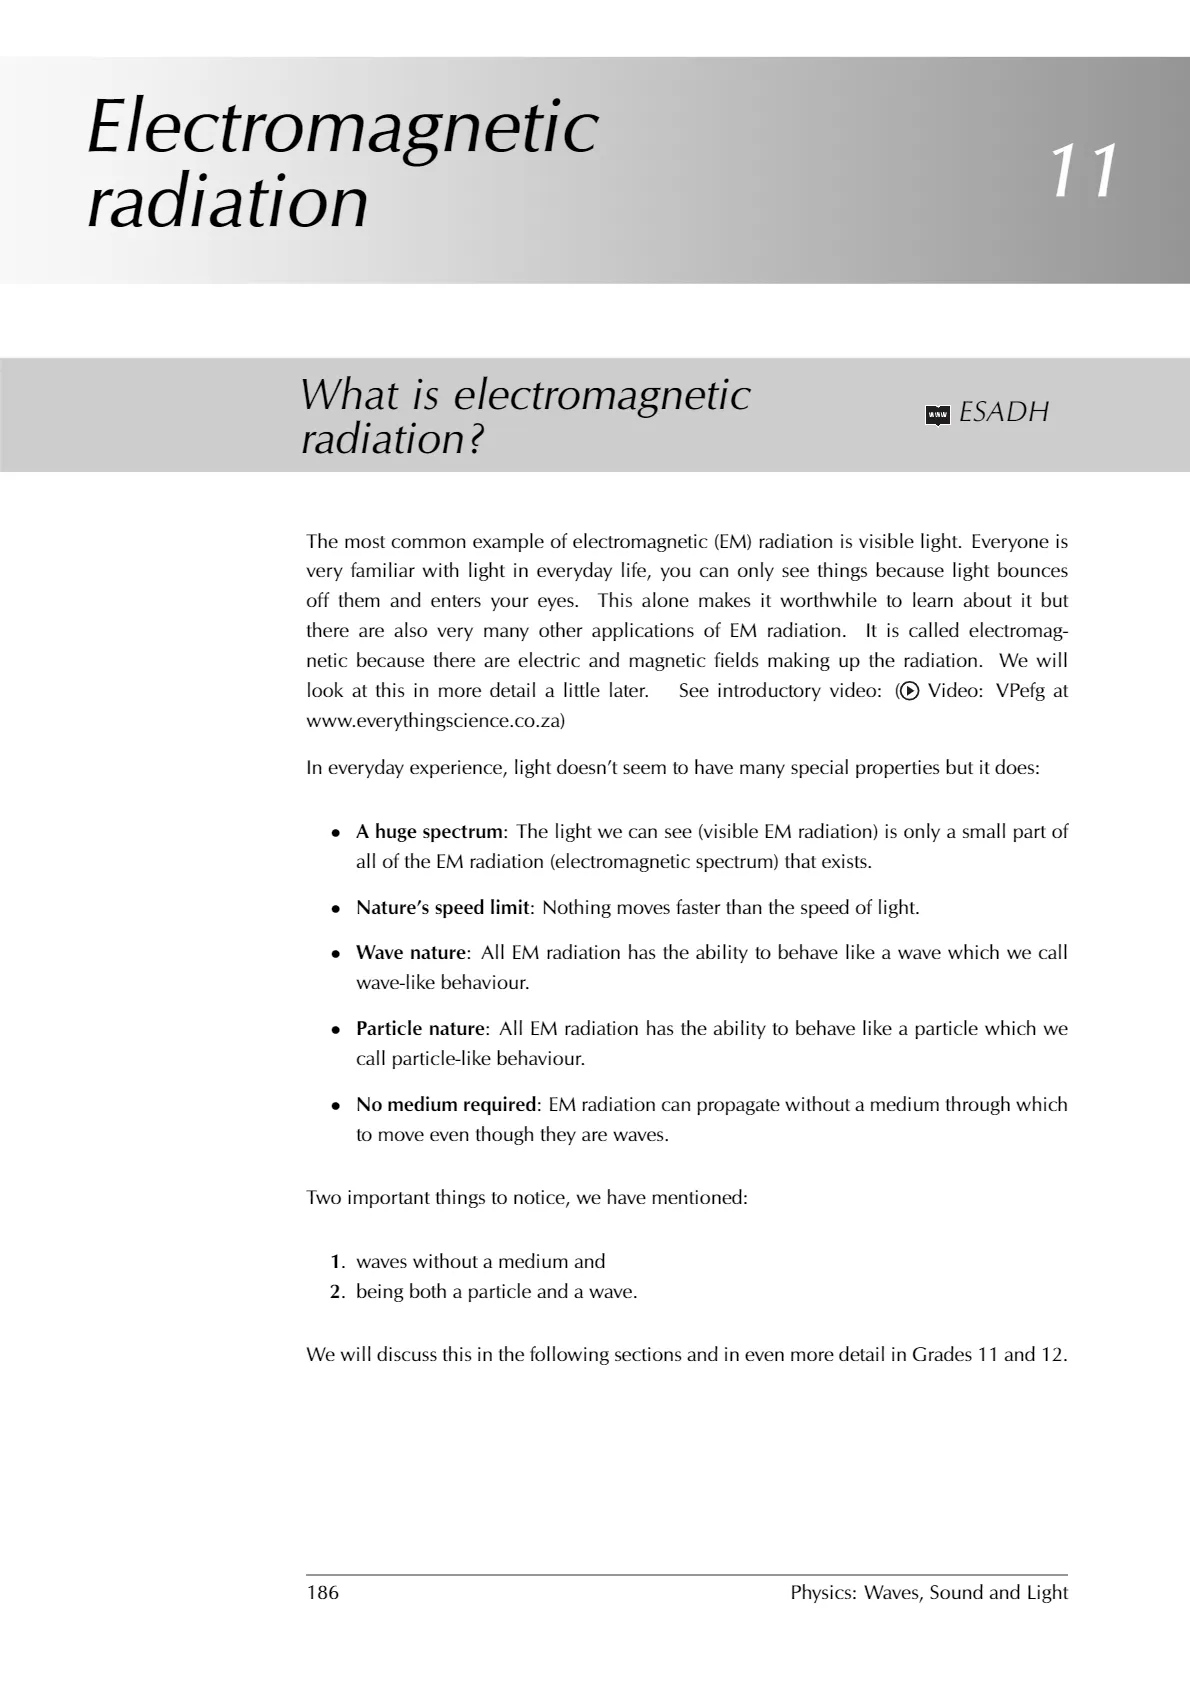 Electromagnetic
radiation
11
What is electromagnetic
radiation?
www ESADH
The most common example of electromagnetic (EM) radiation is visible light. Everyone is
very familiar with light in everyday life, you can only see things because light bounces
off them and enters your eyes. This alone makes it worthwhile to learn about it but
there are also very many other applications of EM radiation. It is called electromag-
netic because there are electric and magnetic fields making up the radiation. We will
look at this in more detail a little later. See introductory video: ( Video: VPefg at
www.everythingscience.co.za)
In everyday experience, light doesn’t seem to have many special properties but it does:
• A huge spectrum: The light we can see (visible EM radiation) is only a small part of
all of the EM radiation (electromagnetic spectrum) that exists.
• Nature’s speed limit: Nothing moves faster than the speed of light.
• Wave nature: All EM radiation has the ability to behave like a wave which we call
wave-like behaviour.
• Particle nature: All EM radiation has the ability to behave like a particle which we
call particle-like behaviour.
• No medium required: EM radiation can propagate without a medium through which
to move even though they are waves.
Two important things to notice, we have mentioned:
1. waves without a medium and
2. being both a particle and a wave.
We will discuss this in the following sections and in even more detail in Grades 11 and 12.
186
Physics: Waves, Sound and Light